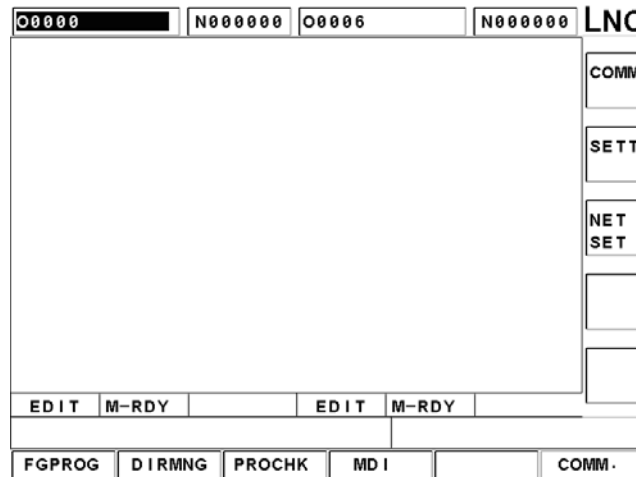 O0000 N000000 O0006 N000000 LNC
COMM
SETT
NET
SET
EDIT M-RDY EDIT M-RDY
FGPROG DIRMNG PROCHK MDI COMM.